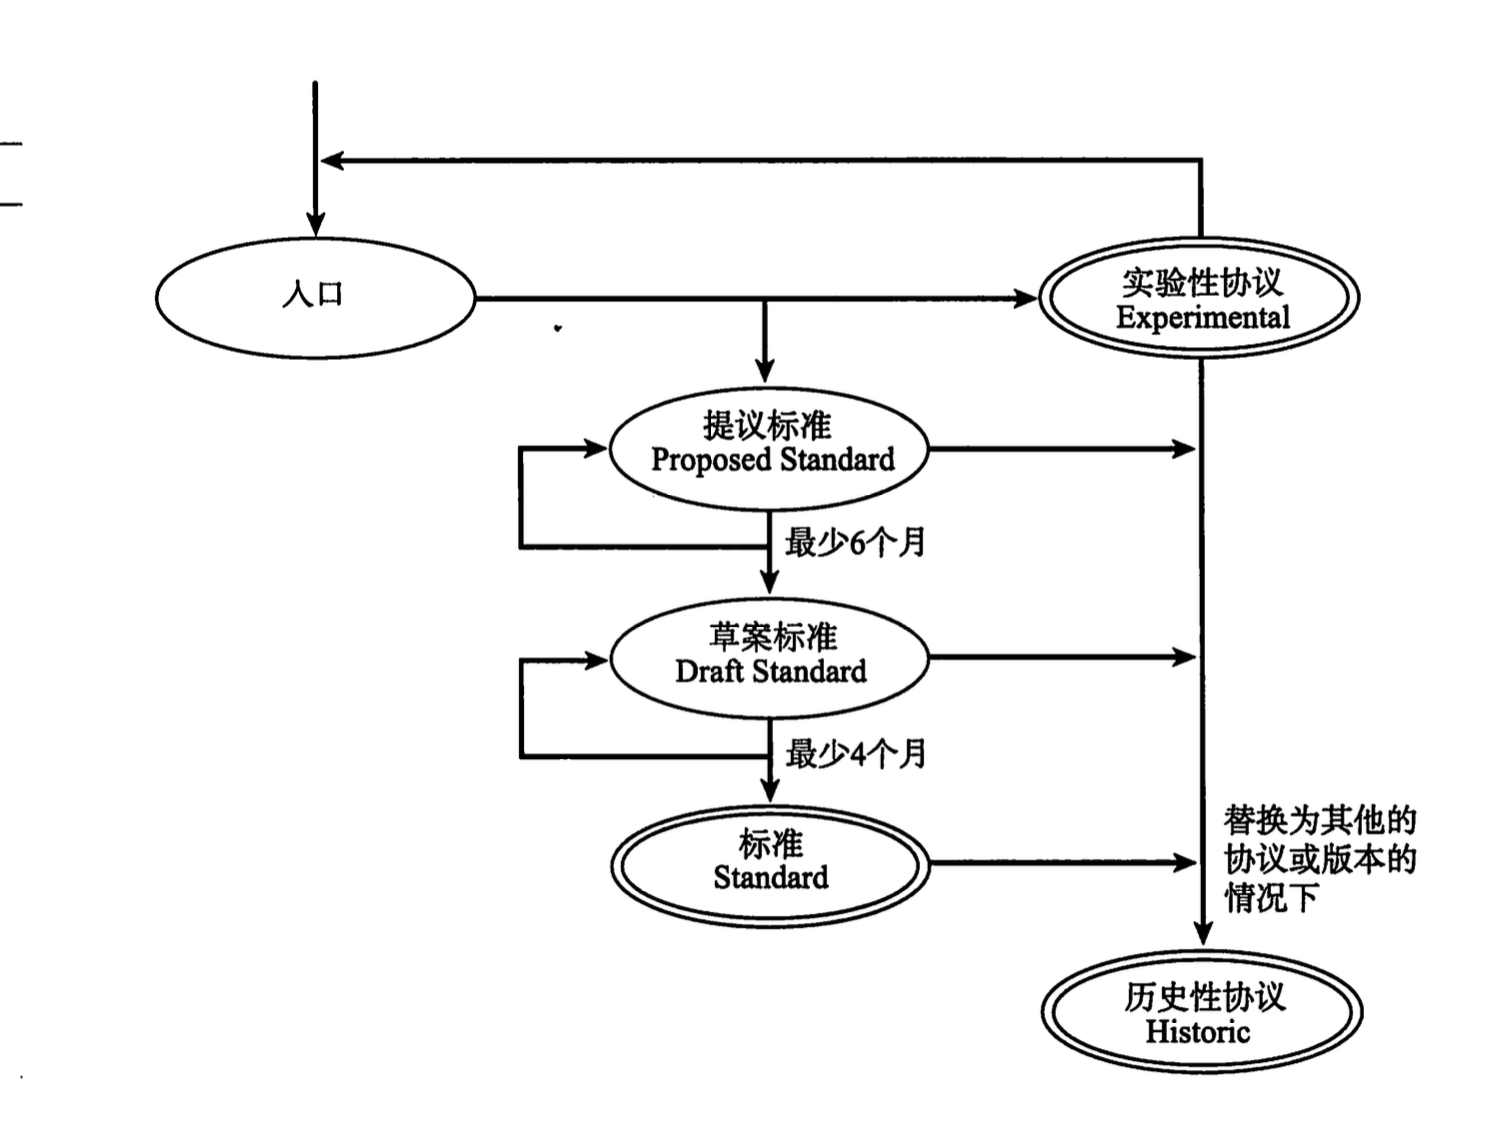 入口
实验性协议
Experimental
提议标准
Proposed Standard
最少6个月
草案标准
Draft Standard
最少4个月
标准
Standard
替换为其他的
协议或版本的
情况下
历史性协议
Historic